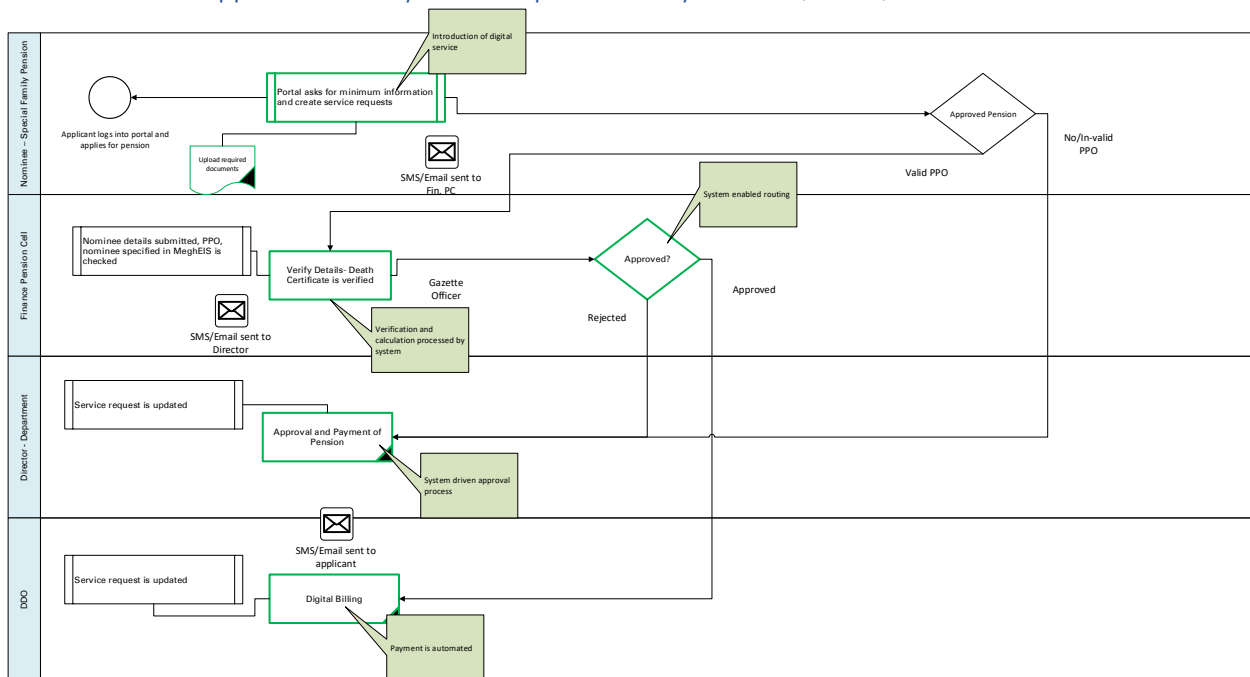 Nominee – Special Family Pension
Introduction of digital
service
Portal asks for minimum information
and create service requests
Applicant logs into portal and
applies for pension
Upload required
documents
SMS/Email sent to
Fin. PC
Approved Pension
No/In-valid
PPO
Valid PPO
Finance Pension Cell
System enabled routing
Nominee details submitted, PPO,
nominee specified in MeghEIS is
checked
Verify Details- Death
Certificate is verified
Gazette
Officer
Approved?
Approved
Rejected
SMS/Email sent to
Director
Verification and
calculation processed by
system
Director - Department
Service request is updated
Approval and Payment of
Pension
System driven approval
process
DDO
SMS/Email sent to
applicant
Service request is updated
Digital Billing
Payment is automated